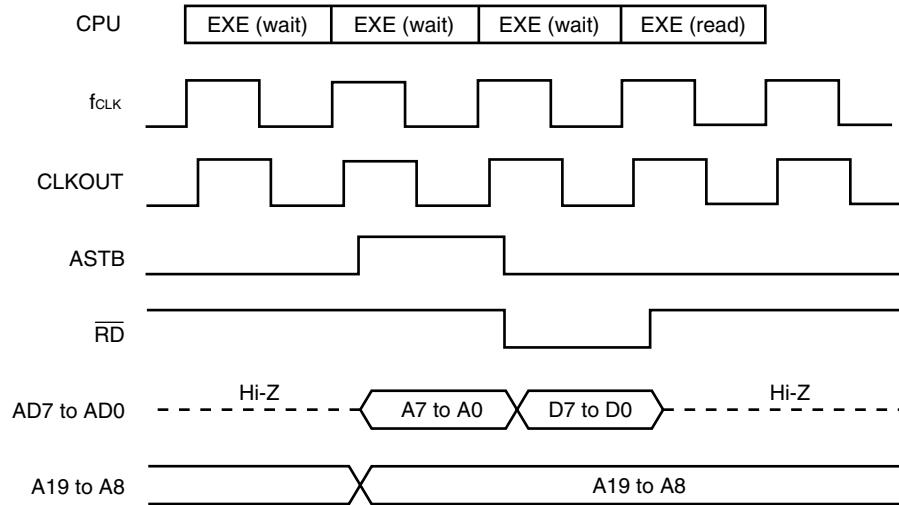 CPU EXE (wait) EXE (wait) EXE (wait) EXE (read)
fCLK
CLKOUT
ASTB
RD
AD7 to AD0 Hi-Z A7 to A0 D7 to D0 Hi-Z
A19 to A8 A19 to A8